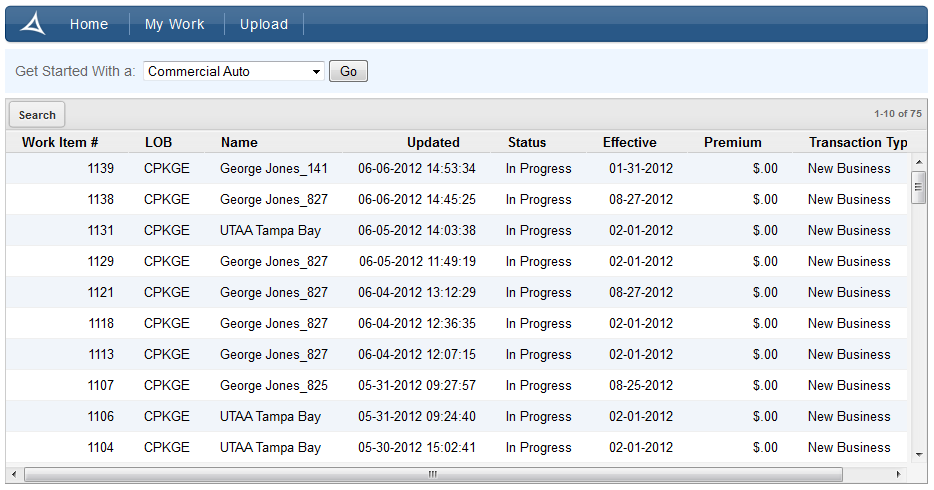 Home My Work Upload
Get Started With a: Commercial Auto Go
Search 1-10 of 75
Work Item # LOB Name Updated Status Effective Premium Transaction Typ
1139 CPKGE George Jones_141 06-06-2012 14:53:34 In Progress 01-31-2012 $.00 New Business
1138 CPKGE George Jones_827 06-06-2012 14:45:25 In Progress 08-27-2012 $.00 New Business
1131 CPKGE UTAA Tampa Bay 06-05-2012 14:03:38 In Progress 02-01-2012 $.00 New Business
1129 CPKGE George Jones_827 06-05-2012 11:49:19 In Progress 02-01-2012 $.00 New Business
1121 CPKGE George Jones_827 06-04-2012 13:12:29 In Progress 08-27-2012 $.00 New Business
1118 CPKGE George Jones_827 06-04-2012 12:36:35 In Progress 02-01-2012 $.00 New Business
1113 CPKGE George Jones_827 06-04-2012 12:07:15 In Progress 02-01-2012 $.00 New Business
1107 CPKGE George Jones_825 05-31-2012 09:27:57 In Progress 08-25-2012 $.00 New Business
1106 CPKGE UTAA Tampa Bay 05-31-2012 09:24:40 In Progress 02-01-2012 $.00 New Business
1104 CPKGE UTAA Tampa Bay 05-30-2012 15:02:41 In Progress 02-01-2012 $.00 New Business